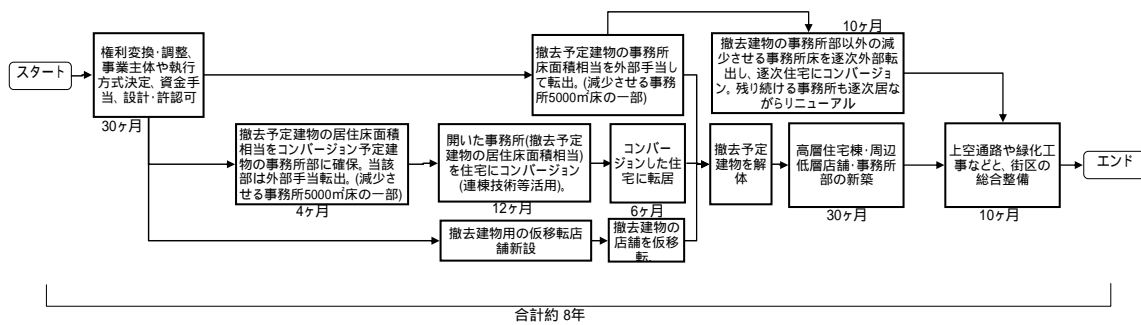 スタート
権利変換・調整、
事業主体や執行
方式決定、資金手
当、設計・許認可
30ヶ月
撤去予定建物の事務所
床面積相当を外部手当
して転出。(減少させる事務
所5000㎡床の一部)
10ヶ月
撤去建物の事務所部以外の減
少させる事務所床を逐次外部転
出し、逐次住宅にコンバージョ
ン。残り続ける事務所も逐次居な
がらリニューアル
撤去予定建物の居住床面積
相当をコンバージョン予定建
物の事務所部に確保。当該
部は外部手当転出。(減少さ
せる事務所5000㎡床の一部)
4ヶ月
開いた事務所(撤去予定
建物の居住床面積相当)
を住宅にコンバージョン
(連棟技術等活用)。
12ヶ月
コンバー
ジョンした住
宅に転居
6ヶ月
撤去予定
建物を解
体
高層住宅棟・周辺
低層店舗・事務所
部の新築
30ヶ月
上空通路や緑化工
事などと、街区の
総合整備
10ヶ月
エンド
撤去建物用の仮移転店
舗新設
撤去建物の
店舗を仮移
転。
合計約 8年